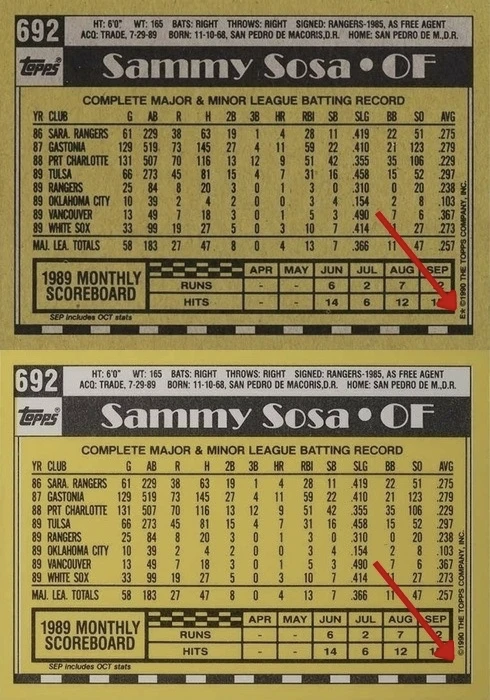 692
HT: 6'0" WT: 165 BATS: RIGHT THROWS: RIGHT SIGNED: RANGERS-1985, AS FREE AGENT
ACQ: TRADE, 7-29-89 BORN: 11-10-68, SAN PEDRO DE MACORIS,D.R. HOME: SAN PEDRO DE M.,D.R.
Topps® Sammy Sosa • OF
COMPLETE MAJOR & MINOR LEAGUE BATTING RECORD
YR CLUB G AB R H 2B 3B HR RBI SB SLG BB SO AVG
86 SARA. RANGERS 61 229 38 63 19 1 4 28 11 .419 22 51 .275
87 GASTONIA 129 519 73 145 27 4 11 59 22 .410 21 123 .279
88 PRT CHARLOTTE 131 507 70 116 13 12 9 51 42 .355 35 106 .229
89 TULSA 66 273 45 81 15 4 7 31 16 .458 15 52 .297
89 RANGERS 25 84 8 20 3 0 1 3 0 .310 0 20 .238
89 OKLAHOMA CITY 10 39 2 4 2 0 0 3 4 .154 2 8 .103
89 VANCOUVER 13 49 7 18 3 0 1 5 3 .490 7 6 .367
89 WHITE SOX 33 99 19 27 5 0 3 10 7 .414 27 .273
MAJ. LEA. TOTALS 58 183 27 47 8 0 4 13 7 .366 11 47 .257
1989 MONTHLY SCOREBOARD
APR MAY JUN JUL AUG SEP
RUNS - - 6 2 7 2
HITS - - 14 6 12
SEP includes OCT stats
E* ©1990 THE TOPPS COMPANY, INC.
692
HT: 6'0" WT: 165 BATS: RIGHT THROWS: RIGHT SIGNED: RANGERS-1985, AS FREE AGENT
ACQ: TRADE, 7-29-89 BORN: 11-10-68, SAN PEDRO DE MACORIS,D.R. HOME: SAN PEDRO DE M.,D.R.
Topps® Sammy Sosa • OF
COMPLETE MAJOR & MINOR LEAGUE BATTING RECORD
YR CLUB G AB R H 2B 3B HR RBI SB SLG BB SO AVG
86 SARA. RANGERS 61 229 38 63 19 1 4 28 11 .419 22 51 .275
87 GASTONIA 129 519 73 145 27 4 11 59 22 .410 21 123 .279
88 PRT CHARLOTTE 131 507 70 116 13 12 9 51 42 .355 35 106 .229
89 TULSA 66 273 45 81 15 4 7 31 16 .458 15 52 .297
89 RANGERS 25 84 8 20 3 0 1 3 0 .310 0 20 .238
89 OKLAHOMA CITY 10 39 2 4 2 0 0 3 4 .154 2 8 .103
89 VANCOUVER 13 49 7 18 3 0 1 5 3 .490 7 6 .367
89 WHITE SOX 33 99 19 27 5 0 3 10 7 .414 27 .273
MAJ. LEA. TOTALS 58 183 27 47 8 0 4 13 7 .366 11 47 .257
1989 MONTHLY SCOREBOARD
APR MAY JUN JUL AUG SEP
RUNS - - 6 2 7
HITS - - 14 6 12
SEP includes OCT stats
©1990 THE TOPPS COMPANY, INC.